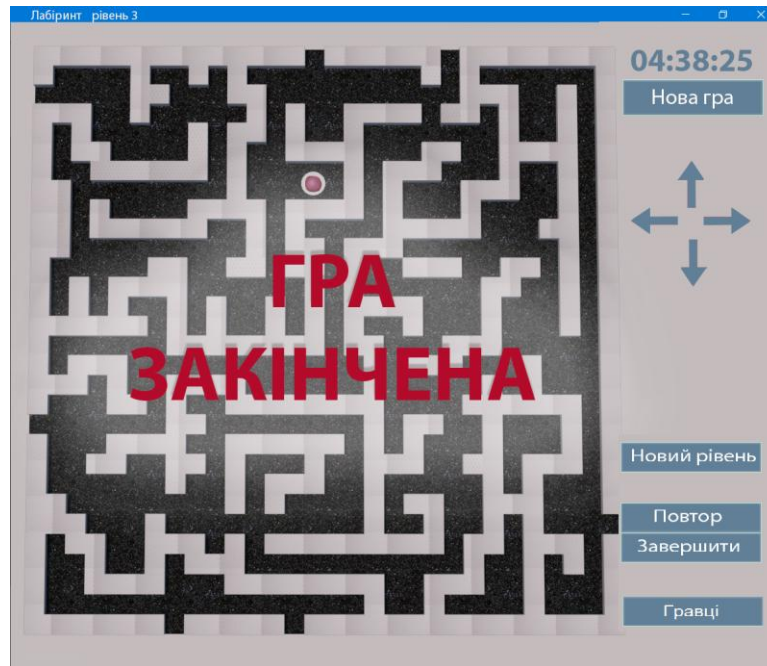 Лабіринт рівень 3
04:38:25
Нова гра
ГРА
ЗАКІНЧЕНА
Новий рівень
Повтор
Завершити
Гравці